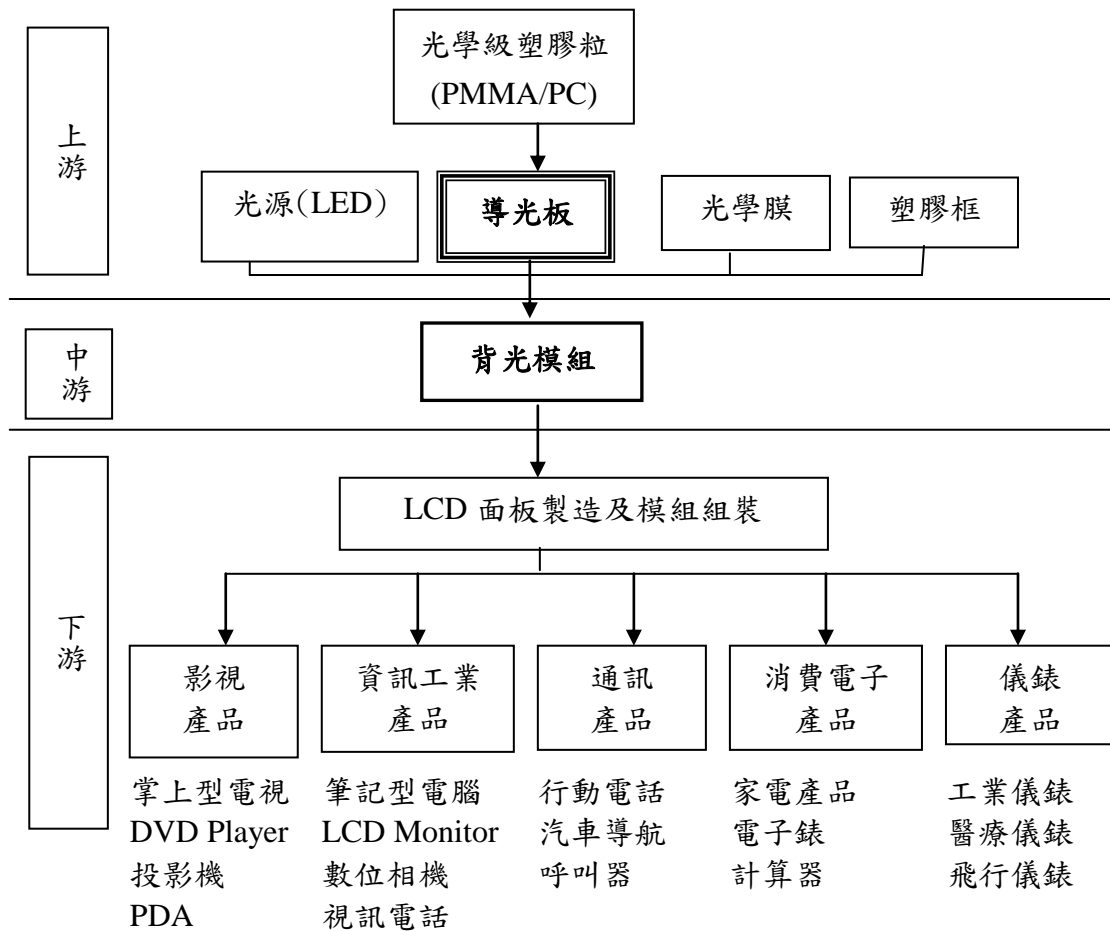 上
游
光學級塑膠粒
(PMMA/PC)
光源(LED)
導光板
光學膜
塑膠框
中
游
背光模組
下
游
LCD 面板製造及模組組裝
影視
產品
資訊工業
產品
通訊
產品
消費電子
產品
儀錶
產品
掌上型電視
DVD Player
投影機
PDA
筆記型電腦
LCD Monitor
數位相機
視訊電話
行動電話
汽車導航
呼叫器
家電產品
電子錶
計算器
工業儀錶
醫療儀錶
飛行儀錶